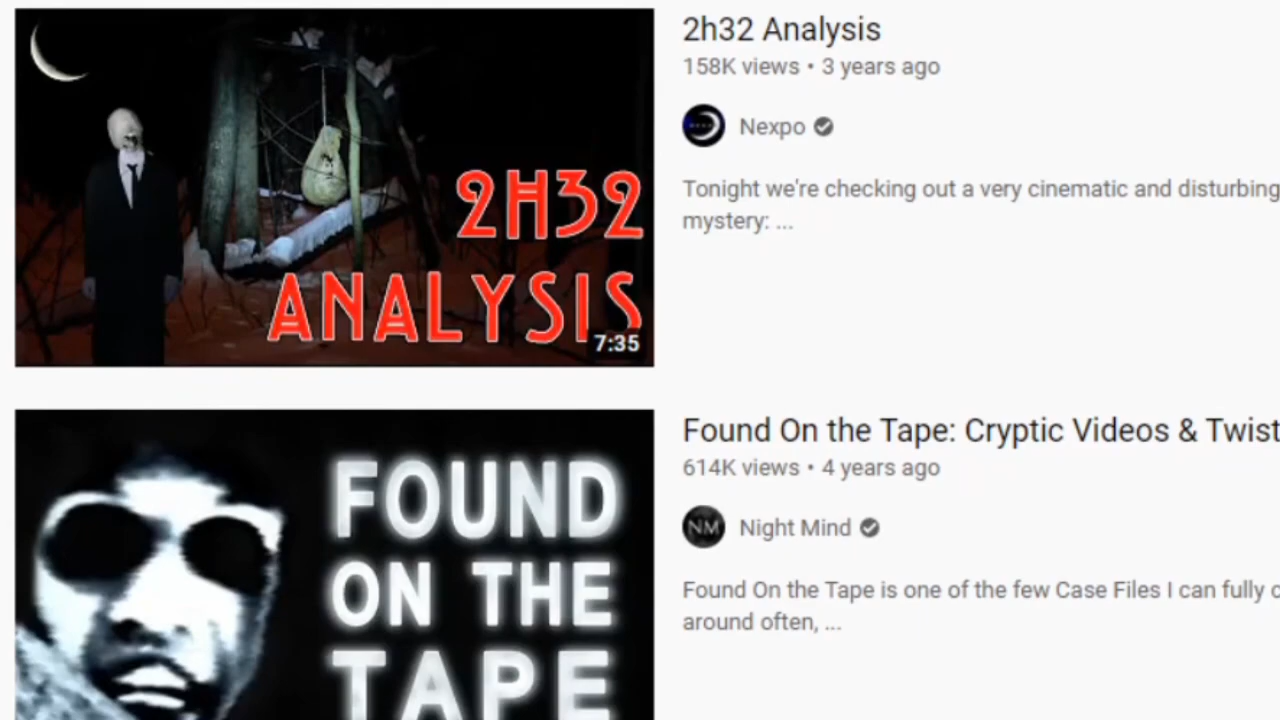 2H32
ANALYSIS
7:35
2h32 Analysis
158K views • 3 years ago
Nexpo
Tonight we're checking out a very cinematic and disturbing
mystery: ...
FOUND
ON THE
TAPE
Found On the Tape: Cryptic Videos & Twist
614K views • 4 years ago
NM
Night Mind
Found On the Tape is one of the few Case Files I can fully c
around often, ...